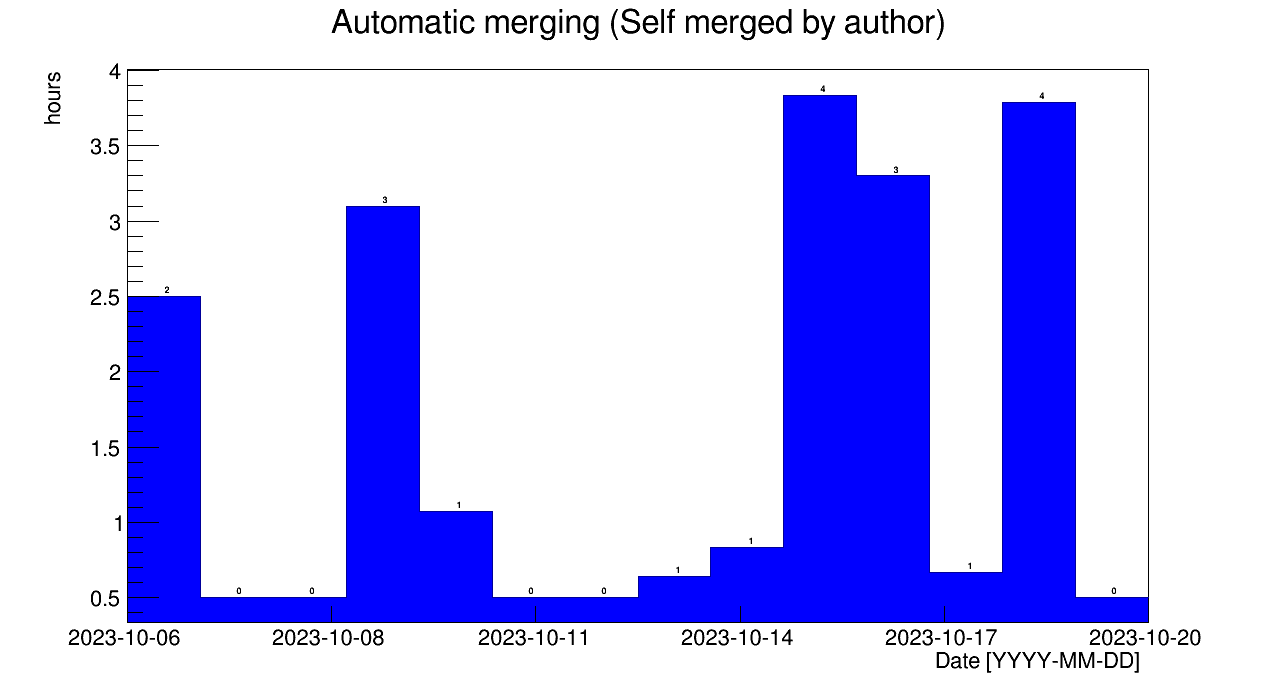 Automatic merging (Self merged by author)
hours
4
3.5
3
2.5
2
1.5
1
0.5
2 0 0 3 1 0 0 1 1 4 3 1 4 0
2023-10-06 2023-10-08 2023-10-11 2023-10-14 2023-10-17 2023-10-20
Date [YYYY-MM-DD]